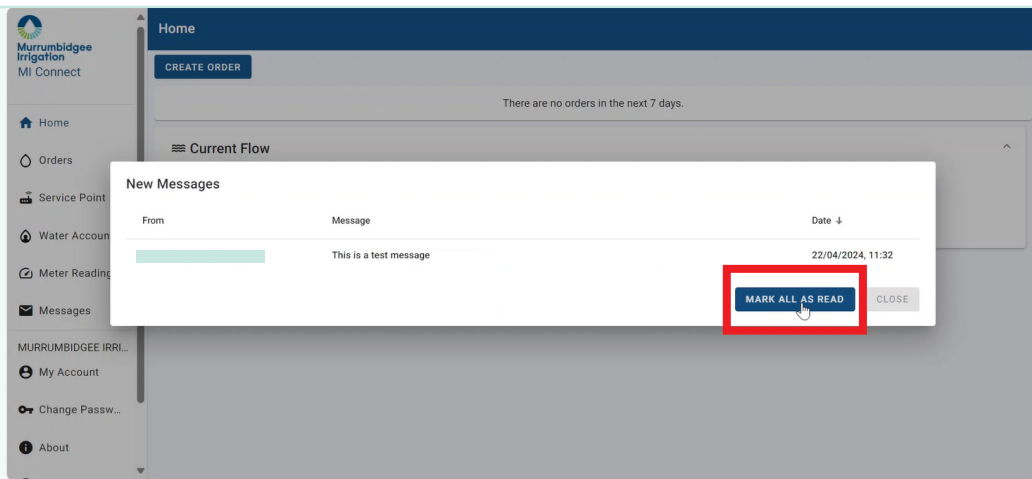 Murrumbidgee
Irrigation
MI Connect
Home
Orders
Service Point
Water Accoun
Meter Reading
Messages
MURRUMBIDGEE IRRI...
My Account
Change Passw...
About
Home
CREATE ORDER
There are no orders in the next 7 days.
Current Flow
New Messages
From Message Date ↓
This is a test message 22/04/2024, 11:32
MARK ALL AS READ CLOSE